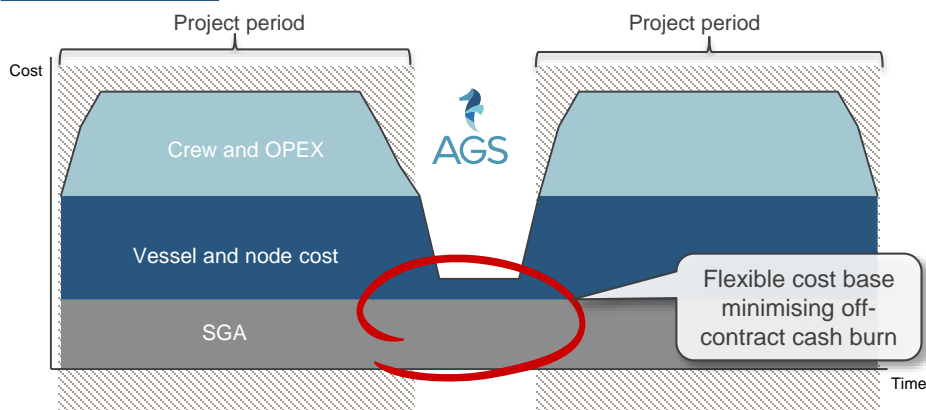 Project period
Project period
Cost
AGS
Crew and OPEX
Vessel and node cost
Flexible cost base
minimising off-
contract cash burn
SGA
Time